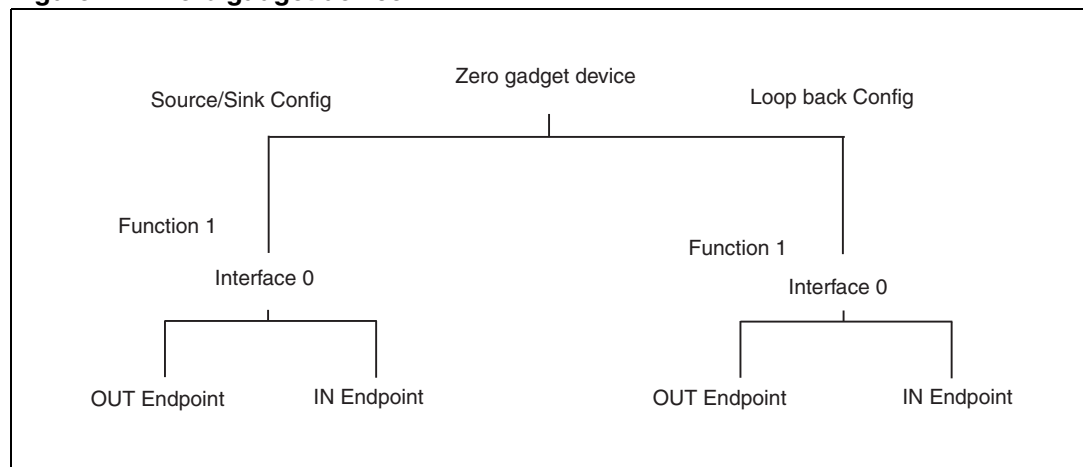 Zero gadget device
Source/Sink Config
Loop back Config
Function 1
Function 1
Interface 0
Interface 0
OUT Endpoint
IN Endpoint
OUT Endpoint
IN Endpoint